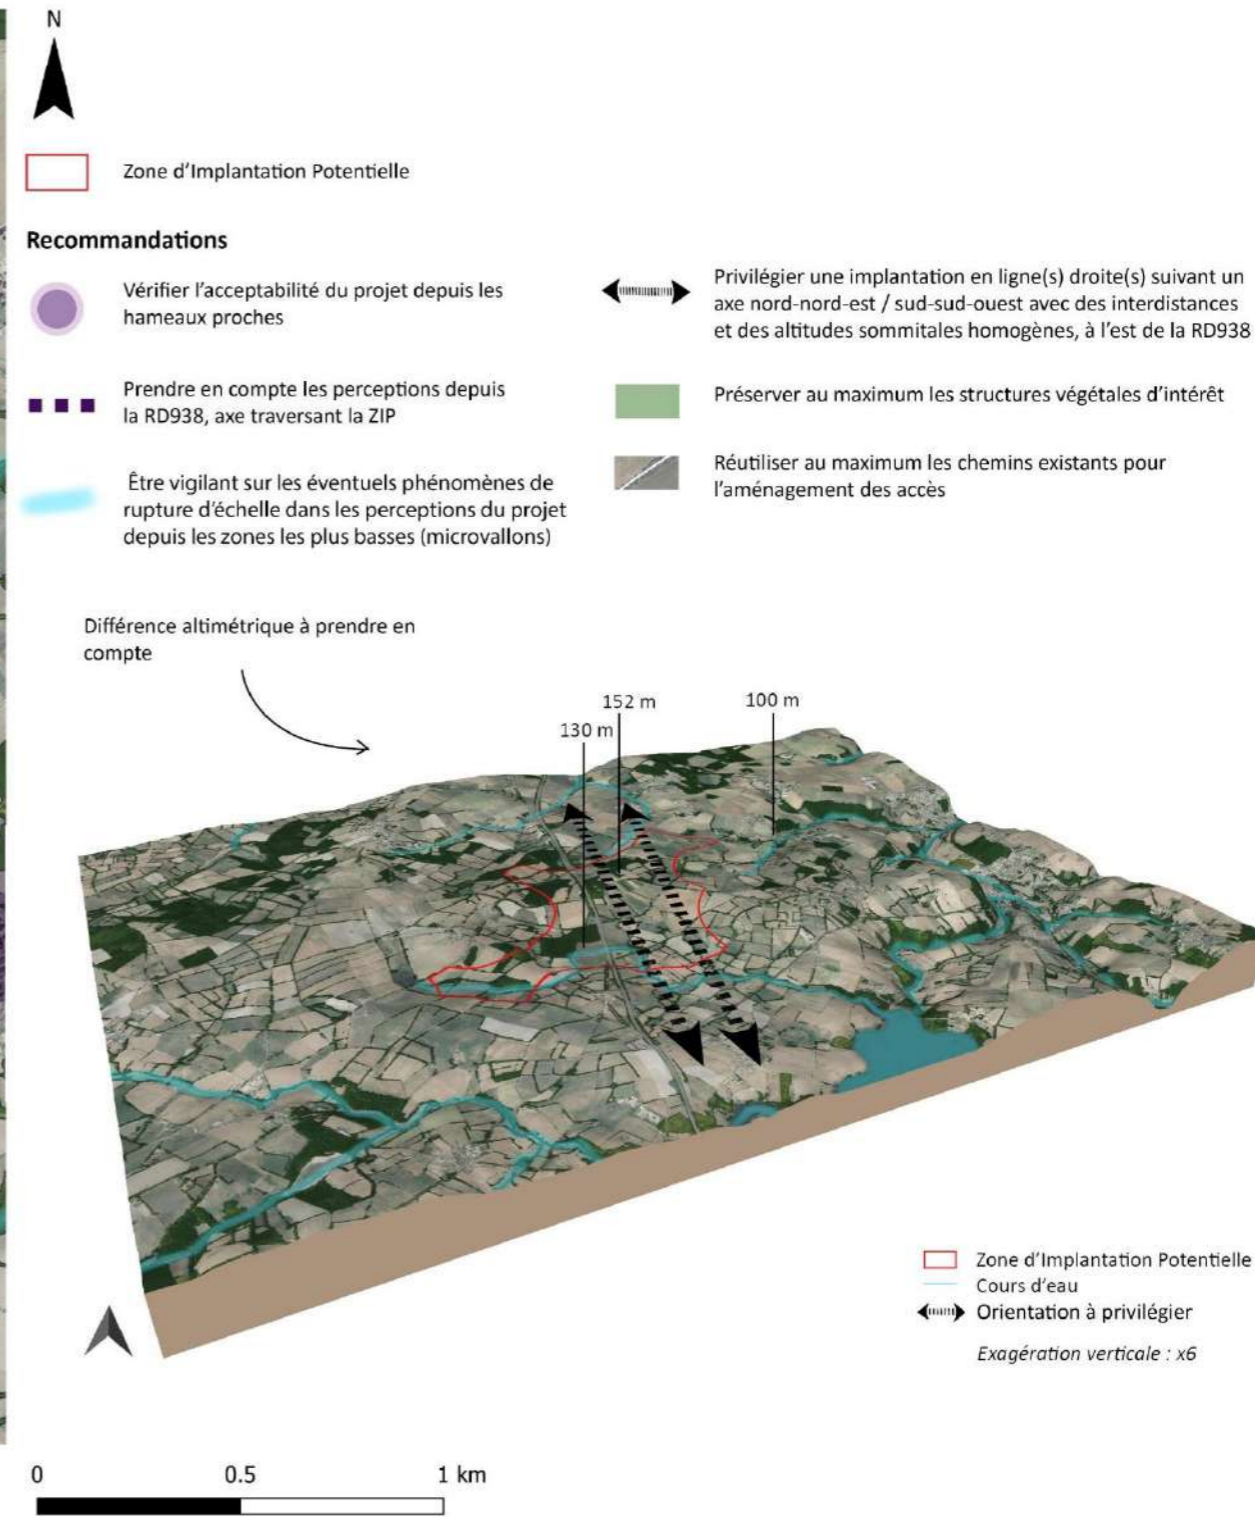 N
Zone d'Implantation Potentielle
Recommandations
Vérifier l'acceptabilité du projet depuis les
hameaux proches
Prendre en compte les perceptions depuis
la RD938, axe traversant la ZIP
Être vigilant sur les éventuels phénomènes de
rupture d'échelle dans les perceptions du projet
depuis les zones les plus basses (microvallons)
Privilégier une implantation en ligne(s) droite(s) suivant un
axe nord-nord-est / sud-sud-ouest avec des interdistances
et des altitudes sommitales homogènes, à l'est de la RD938
Préserver au maximum les structures végétales d'intérêt
Réutiliser au maximum les chemins existants pour
l'aménagement des accès
Différence altimétrique à prendre en
compte
152 m
100 m
130 m
Zone d'Implantation Potentielle
Cours d'eau
Orientation à privilégier
Exagération verticale : x6
0 0.5 1 km